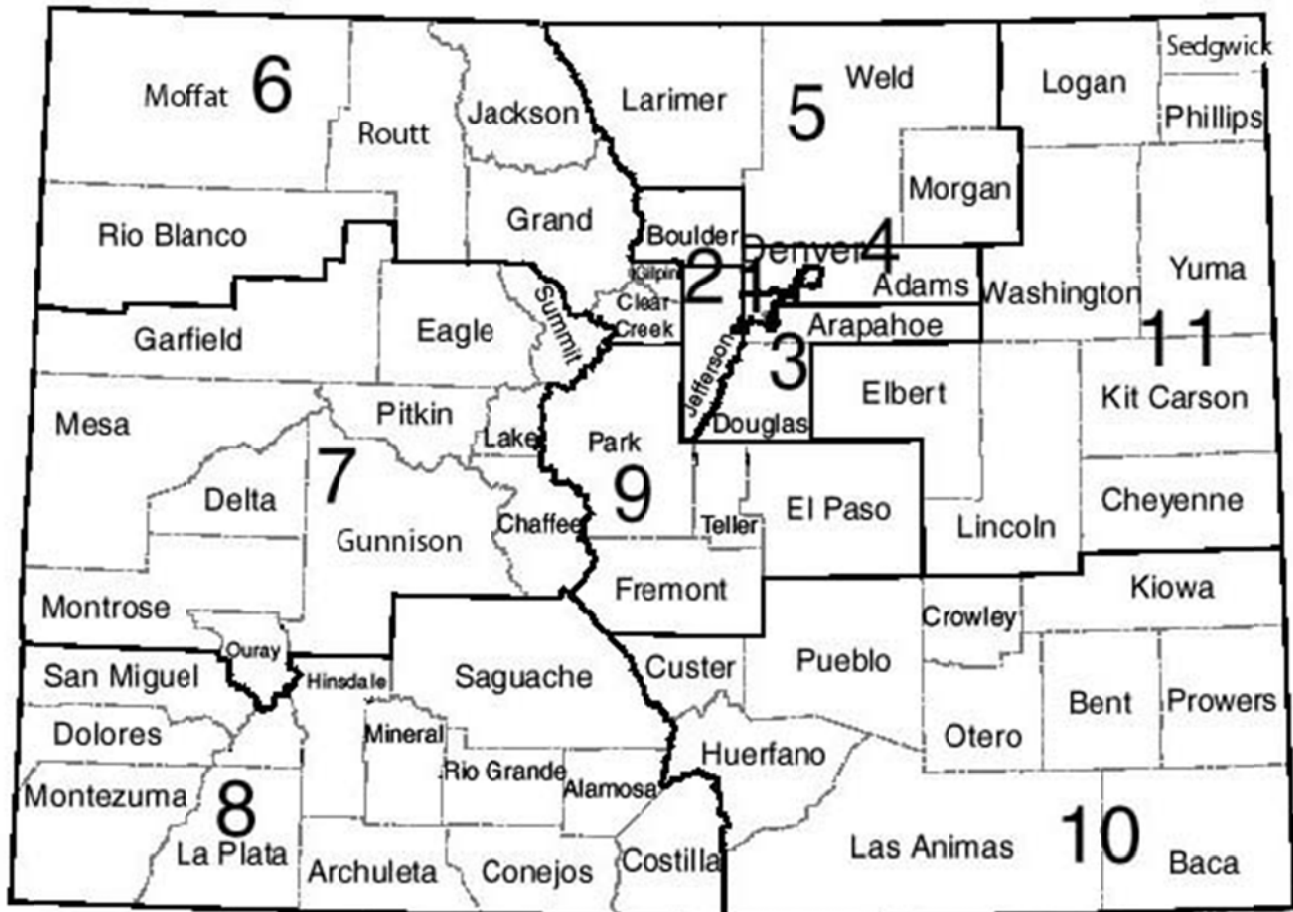 Sedgwick
Moffat 6
Weld
Logan
Jackson
Larimer
5
Phillips
Routt
Morgan
Grand
Rio Blanco
Boulder
Denver 4
Yuma
Gilpin
2
1
Adams
Washington
Clear
Creek
Summit
Garfield
Eagle
Arapahoe
11
Jefferson
3
Elbert
Kit Carson
Mesa
Pitkin
Lake
Park
Douglas
7
9
Delta
Cheyenne
Chaffee
Teller
El Paso
Lincoln
Gunnison
Fremont
Kiowa
Montrose
Crowley
Ouray
San Miguel
Hinsdale
Saguache
Custer
Pueblo
Bent
Prowers
Dolores
Mineral
Otero
Huerfano
Rio Grande
Alamosa
Montezuma
8
10
La Plata
Las Animas
Archuleta
Conejos
Costilla
Baca